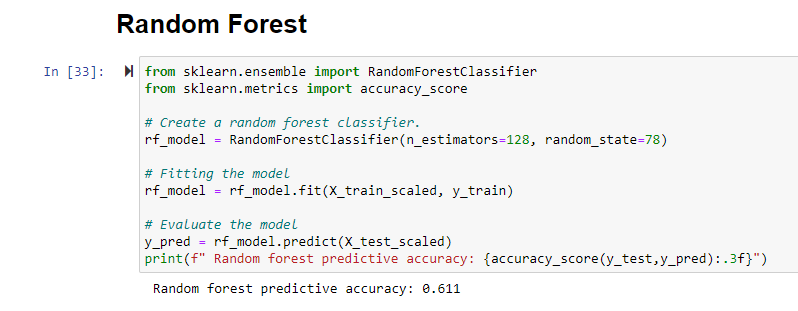 Random Forest
In [33]:
from sklearn.ensemble import RandomForestClassifier
from sklearn.metrics import accuracy_score
# Create a random forest classifier.
rf_model = RandomForestClassifier(n_estimators=128, random_state=78)
# Fitting the model
rf_model = rf_model.fit(X_train_scaled, y_train)
# Evaluate the model
y_pred = rf_model.predict(X_test_scaled)
print(f" Random forest predictive accuracy: {accuracy_score(y_test,y_pred):.3f}")
Random forest predictive accuracy: 0.611